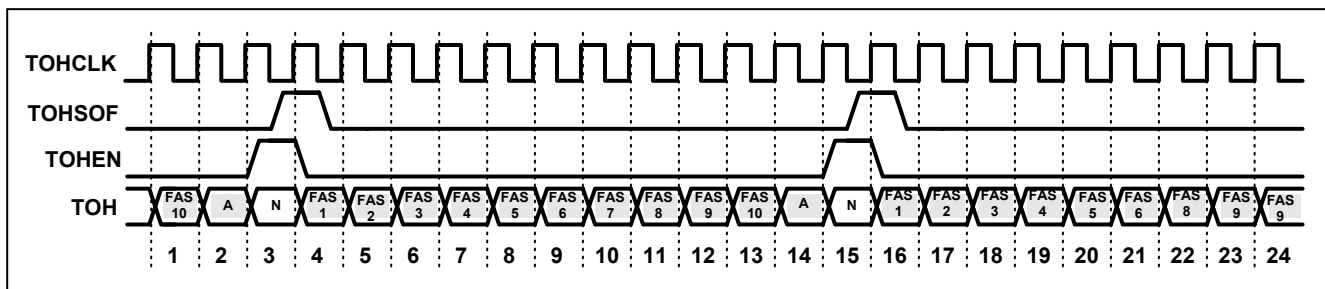 TOHCLK
TOHSOF
TOHEN
TOH FAS 10 A N FAS 1 FAS 2 FAS 3 FAS 4 FAS 5 FAS 6 FAS 7 FAS 8 FAS 9 FAS 10 A N FAS 1 FAS 2 FAS 3 FAS 4 FAS 5 FAS 6 FAS 8 FAS 9 FAS 9
1 2 3 4 5 6 7 8 9 10 11 12 13 14 15 16 17 18 19 20 21 22 23 24